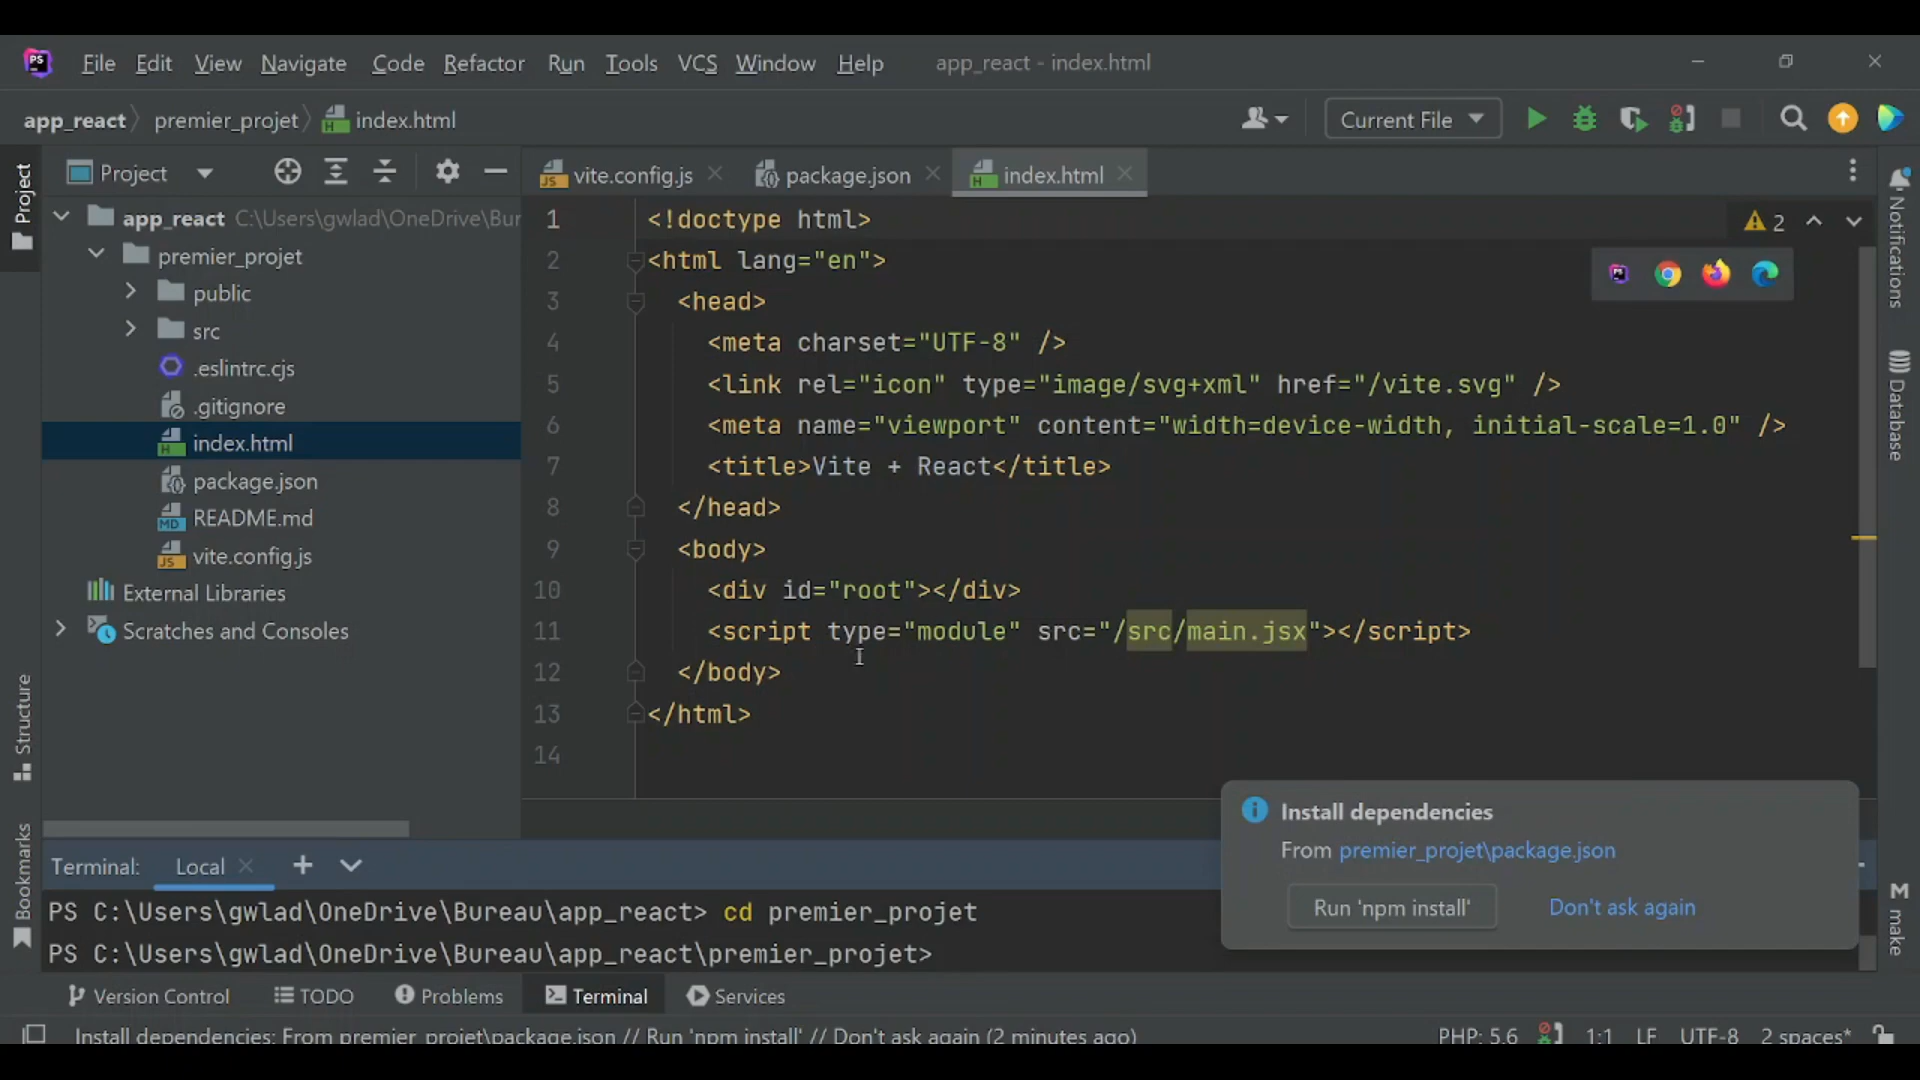 PS File Edit View Navigate Code Refactor Run Tools VCS Window Help app_react - index.html
app_react premier_projet index.html Current File
Project
Project
vite.config.js package.json index.html
app_react C:\Users\gwlad\OneDrive\Bur
premier_projet
public
src
.eslintrc.cjs
.gitignore
index.html
package.json
README.md
vite.config.js
External Libraries
Scratches and Consoles
1 <!doctype html>
2 <html lang="en">
3 <head>
4 <meta charset="UTF-8" />
5 <link rel="icon" type="image/svg+xml" href="/vite.svg" />
6 <meta name="viewport" content="width=device-width, initial-scale=1.0" />
7 <title>Vite + React</title>
8 </head>
9 <body>
10 <div id="root"></div>
11 <script type="module" src="/src/main.jsx"></script>
12 </body>
13 </html>
14
2
Notifications
Database
make
Structure
Bookmarks
Install dependencies
From premier_projet\package.json
Run 'npm install' Don't ask again
Terminal: Local
PS C:\Users\gwlad\OneDrive\Bureau\app_react> cd premier_projet
PS C:\Users\gwlad\OneDrive\Bureau\app_react\premier_projet>
Version Control TODO Problems Terminal Services
Install dependencies: From premier_projet\package.json // Run 'npm install' // Don't ask again (2 minutes ago) PHP: 5.6 1:1 LF UTF-8 2 spaces*